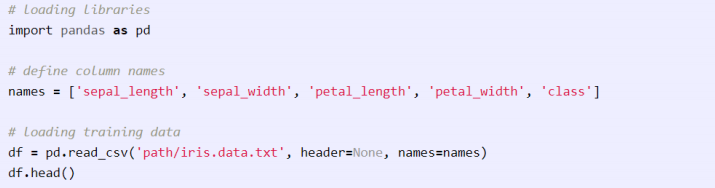 # loading libraries
import pandas as pd
# define column names
names = ['sepal_length', 'sepal_width', 'petal_length', 'petal_width', 'class']
# loading training data
df = pd.read_csv('path/iris.data.txt', header=None, names=names)
df.head()